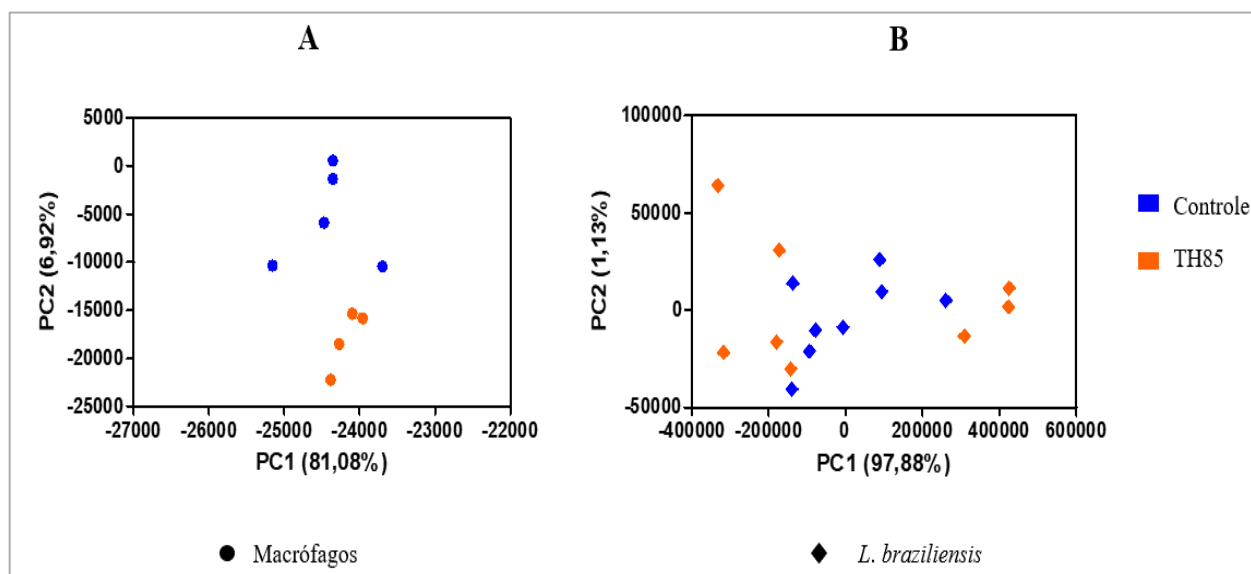 A
B
5000
0
-5000
-10000
-15000
-20000
-25000
PC2 (6,92%)
-27000 -26000 -25000 -24000 -23000 -22000
PC1 (81,08%)
100000
50000
0
-50000
PC2 (1,13%)
-400000 -200000 0 200000 400000 600000
PC1 (97,88%)
Controle
TH85
Macrófagos
L. braziliensis